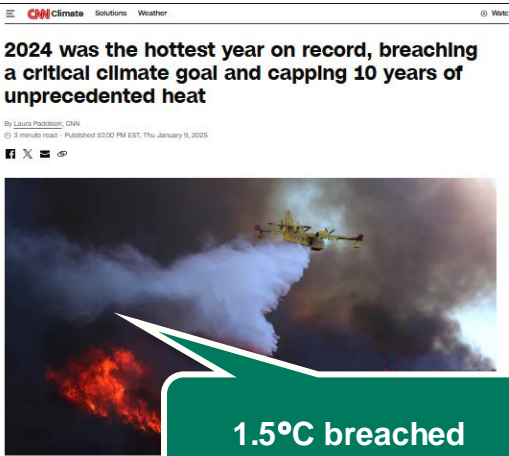 CNN Climate Solutions Weather Watc
2024 was the hottest year on record, breaching
a critical climate goal and capping 10 years of
unprecedented heat
By Laura Paddison, CNN
3 minute read · Published 10:00 PM EST, Thu January 9, 2025
1.5°C breached